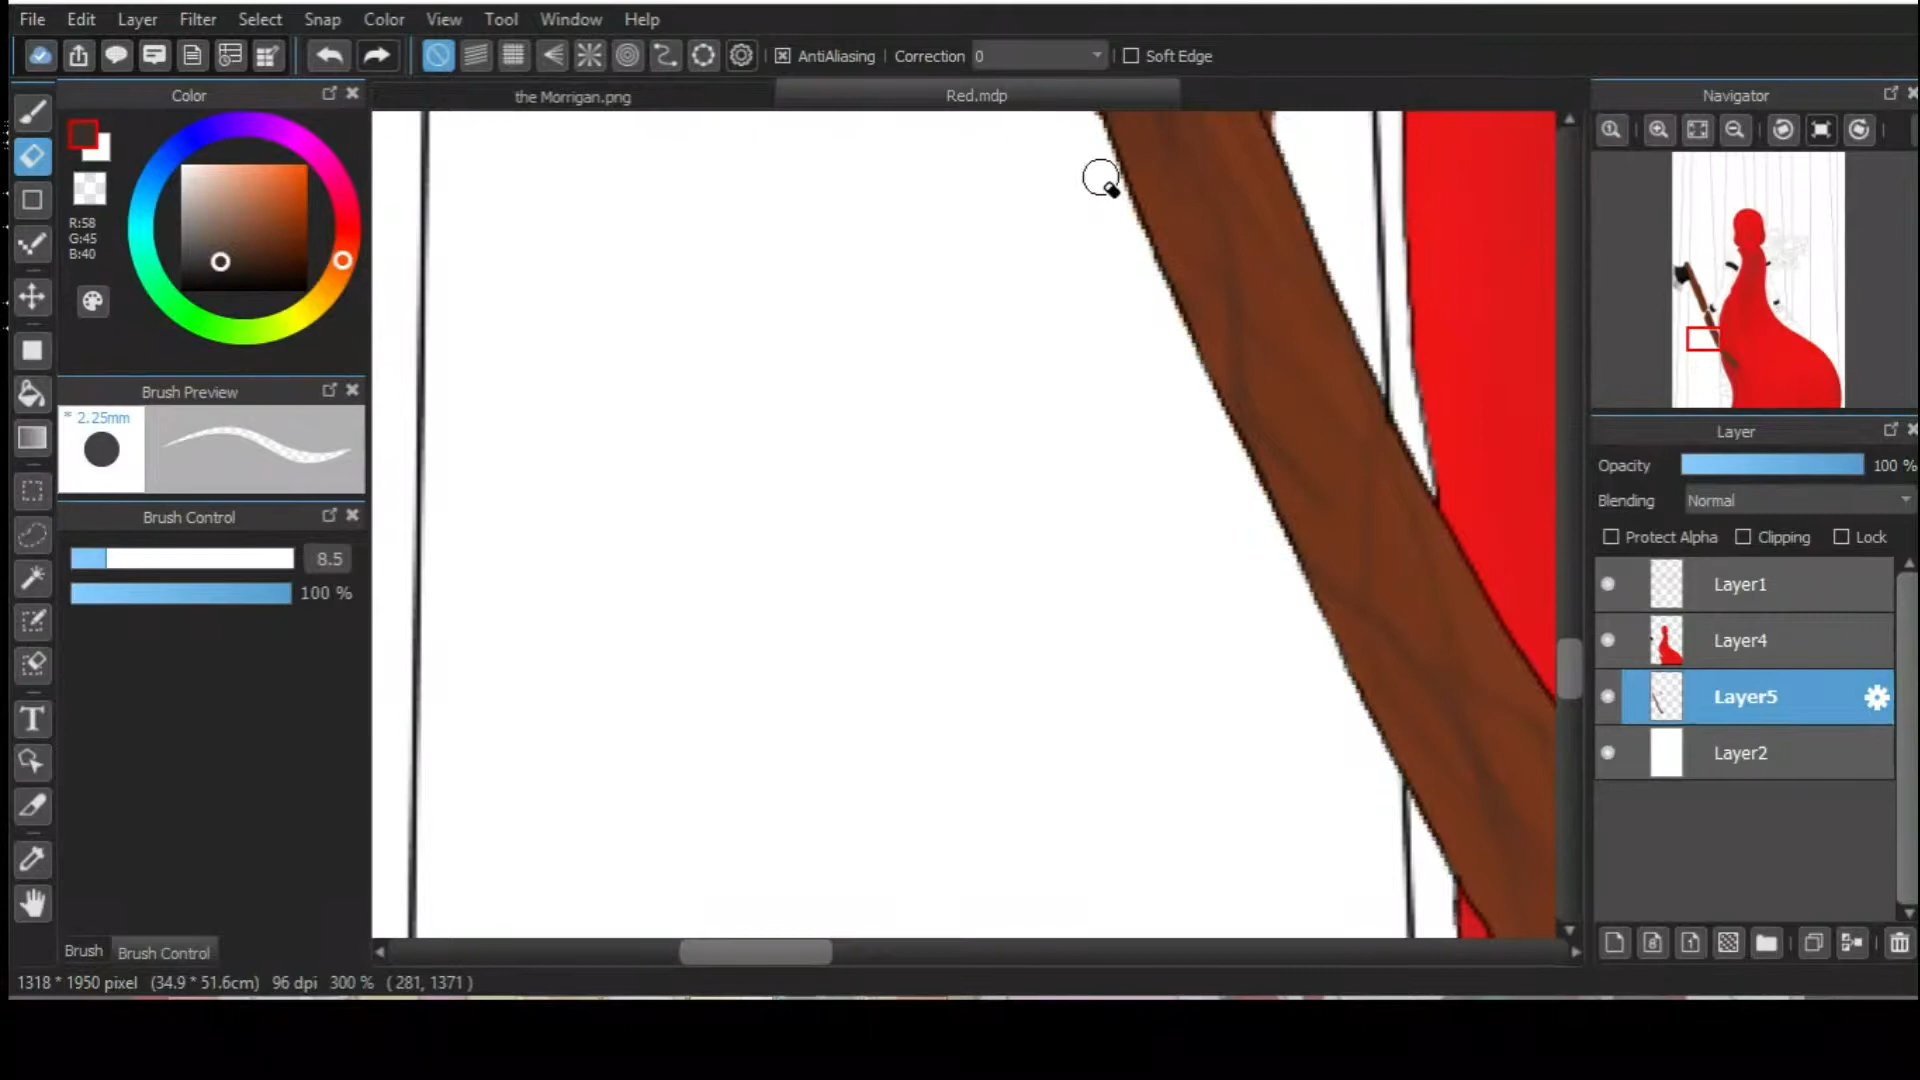 File Edit Layer Filter Select Snap Color View Tool Window Help
AntiAliasing Correction 0 Soft Edge
Color
the Morrigan.png
Red.mdp
Navigator
R:58
G:45
B:40
Brush Preview
* 2.25mm
Brush Control
8.5
100 %
Layer
Opacity 100 %
Blending Normal
Protect Alpha Clipping Lock
Layer1
Layer4
Layer5
Layer2
8 1
T
Brush Brush Control
1318 * 1950 pixel (34.9 * 51.6cm) 96 dpi 300 % ( 281, 1371 )